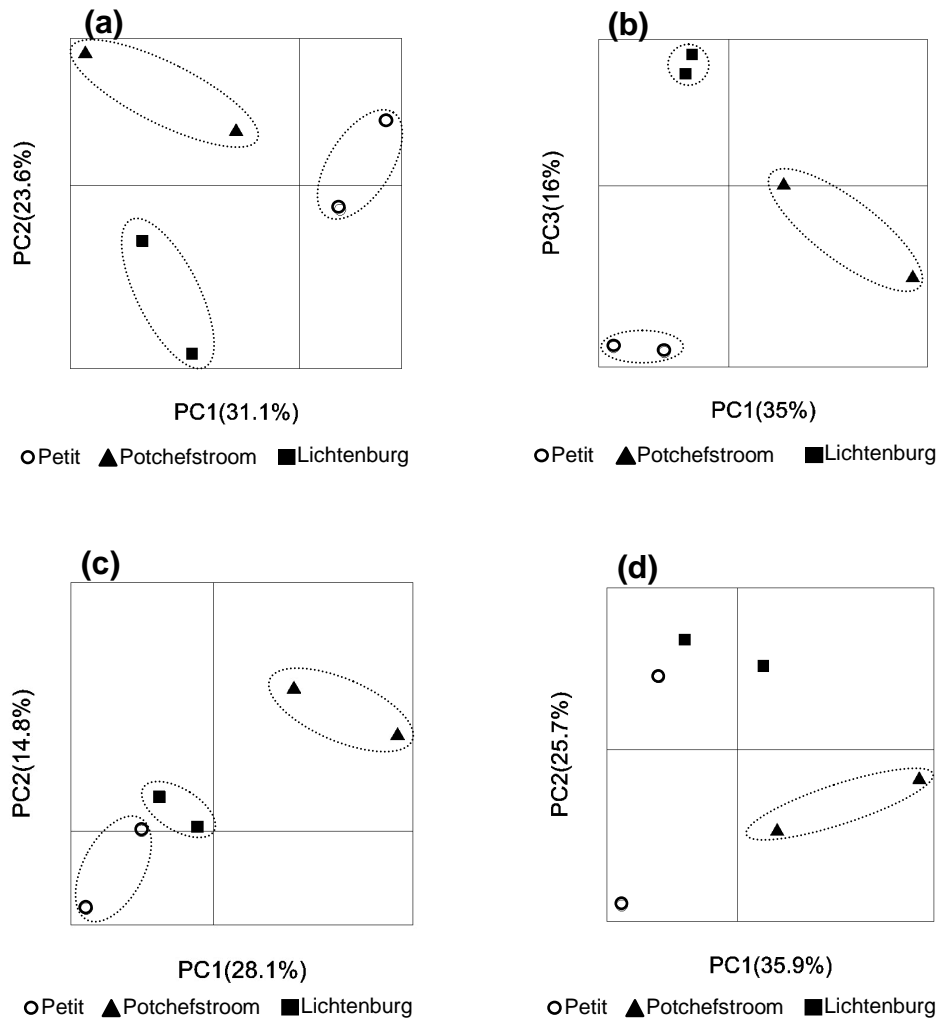 (a)
PC2(23.6%)
PC1(31.1%)
Petit Potchefstroom Lichtenburg
(b)
PC3(16%)
PC1(35%)
Petit Potchefstroom Lichtenburg
(c)
PC2(14.8%)
PC1(28.1%)
Petit Potchefstroom Lichtenburg
(d)
PC2(25.7%)
PC1(35.9%)
Petit Potchefstroom Lichtenburg